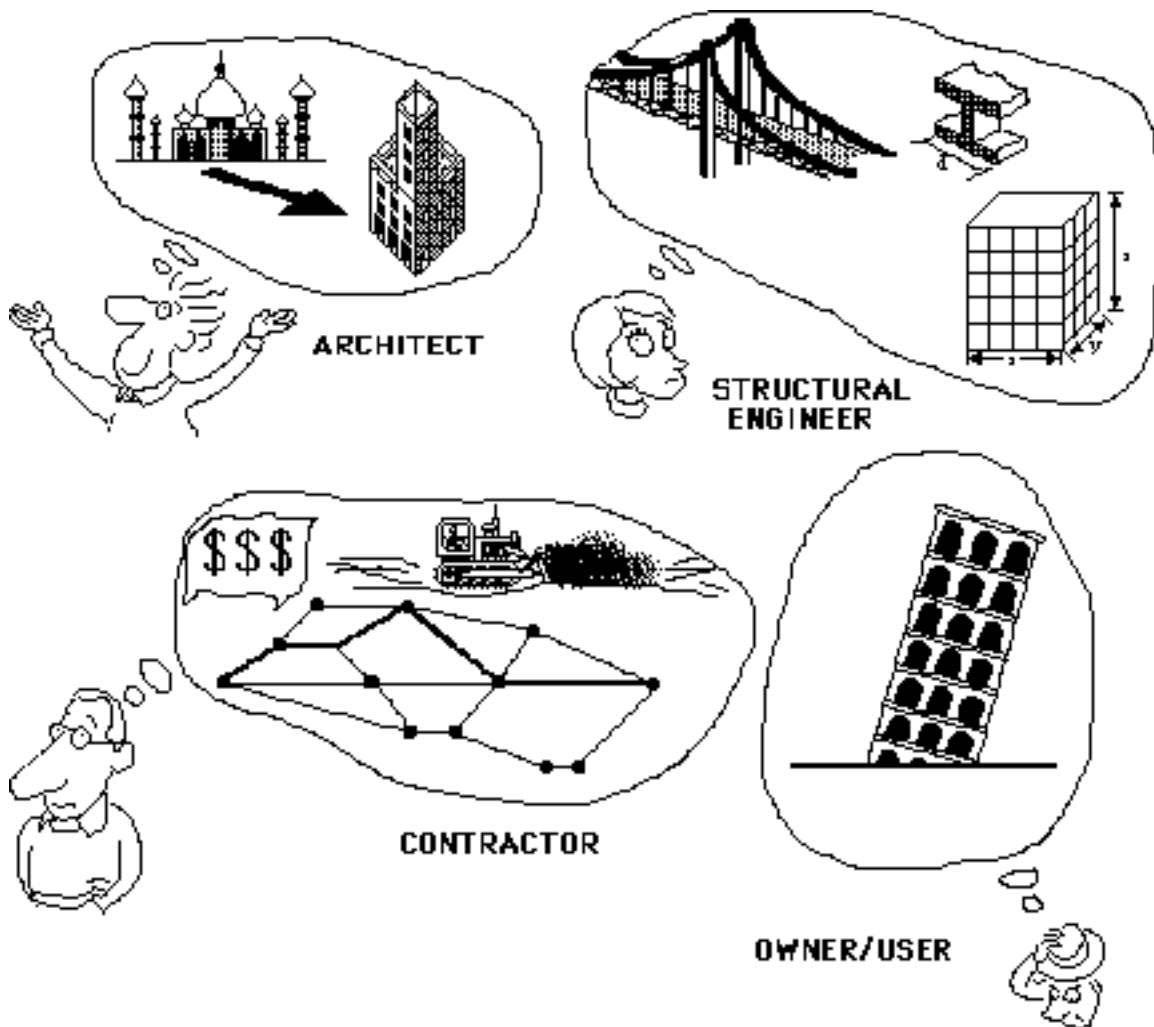 ARCHITECT
STRUCTURAL
ENGINEER
$$$
CONTRACTOR
OWNER/USER